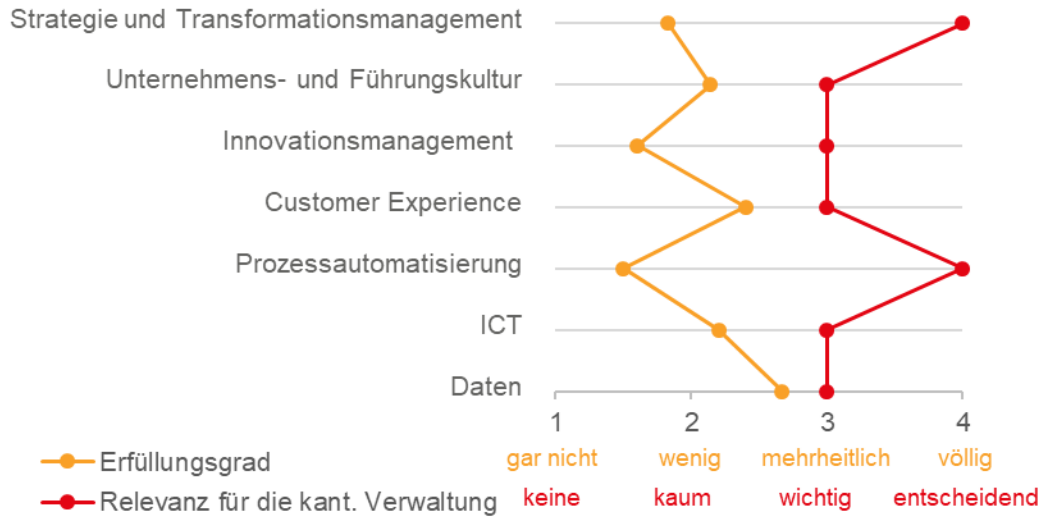 Strategie und Transformationsmanagement
Unternehmens- und Führungskultur
Innovationsmanagement
Customer Experience
Prozessautomatisierung
ICT
Daten
1 2 3 4
Erfüllungsgrad gar nicht wenig mehrheitlich völlig
Relevanz für die kant. Verwaltung keine kaum wichtig entscheidend